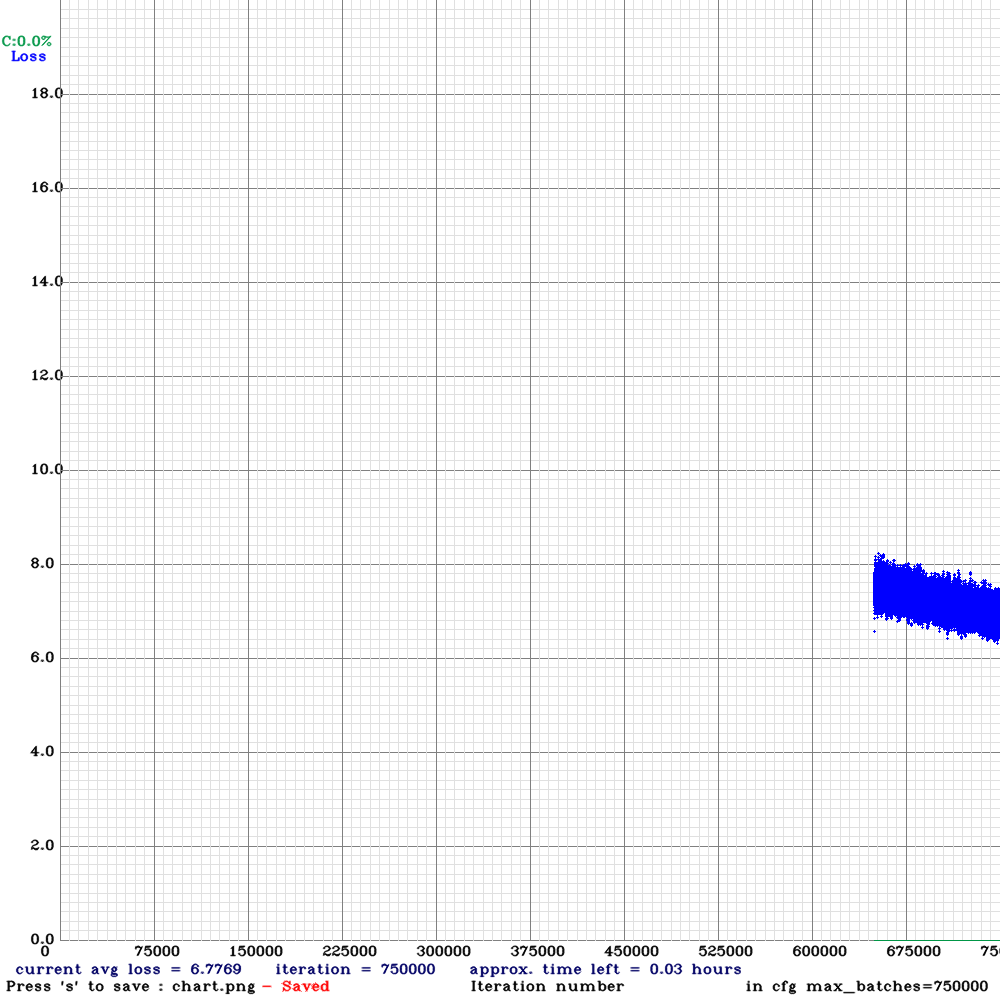 C:0.0%
Loss
18.0
16.0
14.0
12.0
10.0
8.0
6.0
4.0
2.0
0.0
0 75000 150000 225000 300000 375000 450000 525000 600000 675000 750
current avg loss = 6.7769 iteration = 750000 approx. time left = 0.03 hours
Press 's' to save : chart.png - Saved Iteration number in cfg max_batches=750000